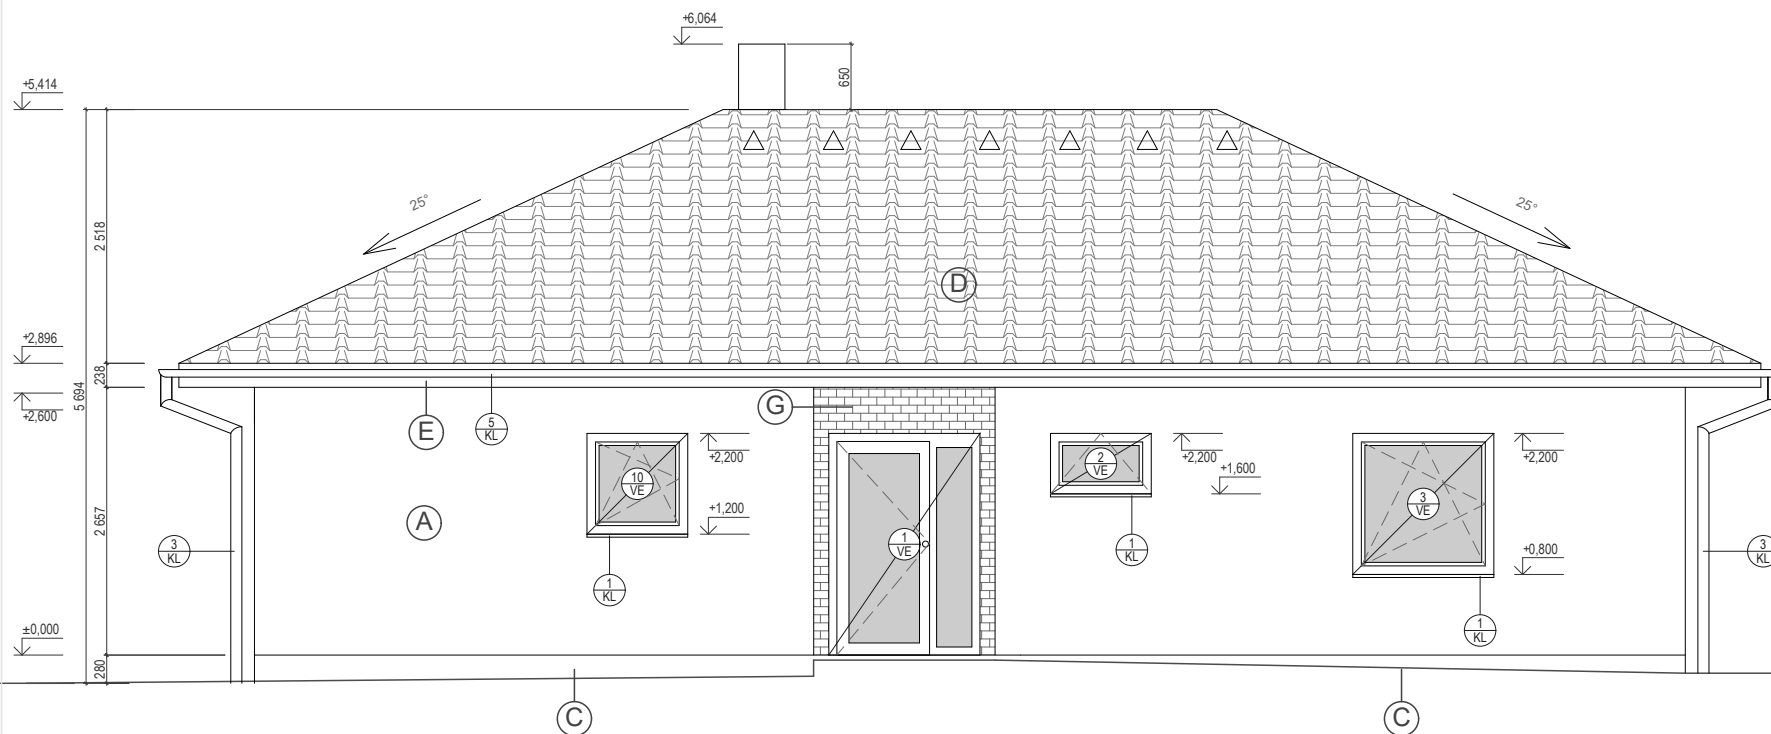 +6,064
650
+5,414
25°
25°
2 518
D
+2,896
238
5 694
+2,600
G
E
5
KL
+2,200
+2,200
+1,600
+2,200
10
VE
2
VE
3
VE
+1,200
A
2 657
1
VE
3
KL
1
KL
1
KL
+0,800
3
KL
1
KL
±0,000
280
C
C